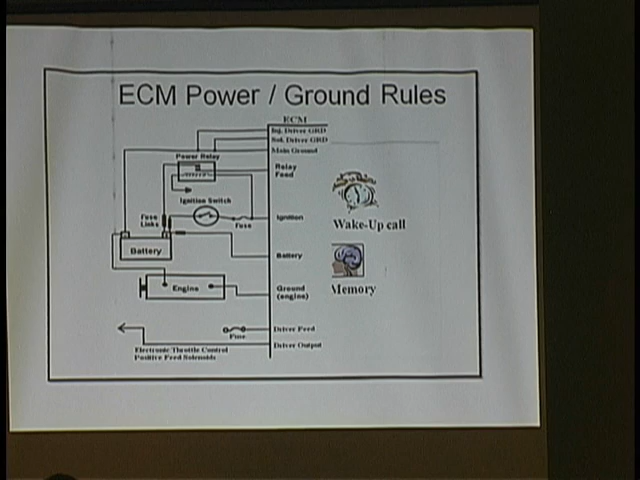 ECM Power / Ground Rules
ECM
Inj. Driver GRD
Sol. Driver GRD
Main Ground
Power Relay
Relay
Feed
Ignition Switch
Fuse
Links
Fuse
Ignition
Wake-Up call
Battery
Battery
Memory
Engine
Ground
(engine)
Driver Feed
Fuse
Driver Output
Electronic Throttle Control
Positive Feed Solenoids